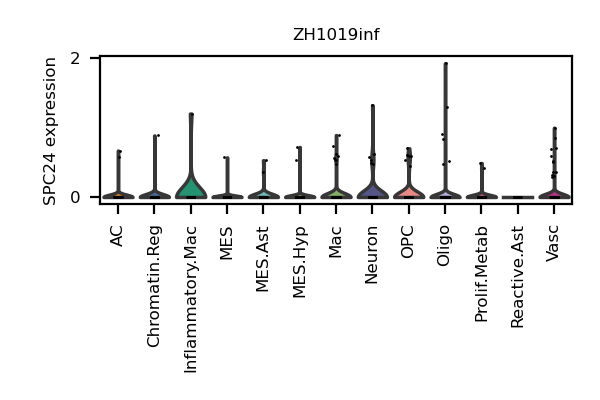 ZH1019inf
SPC24 expression
2
0
AC
Chromatin.Reg
Inflammatory.Mac
MES
MES.Ast
MES.Hyp
Mac
Neuron
OPC
Oligo
Prolif.Metab
Reactive.Ast
Vasc